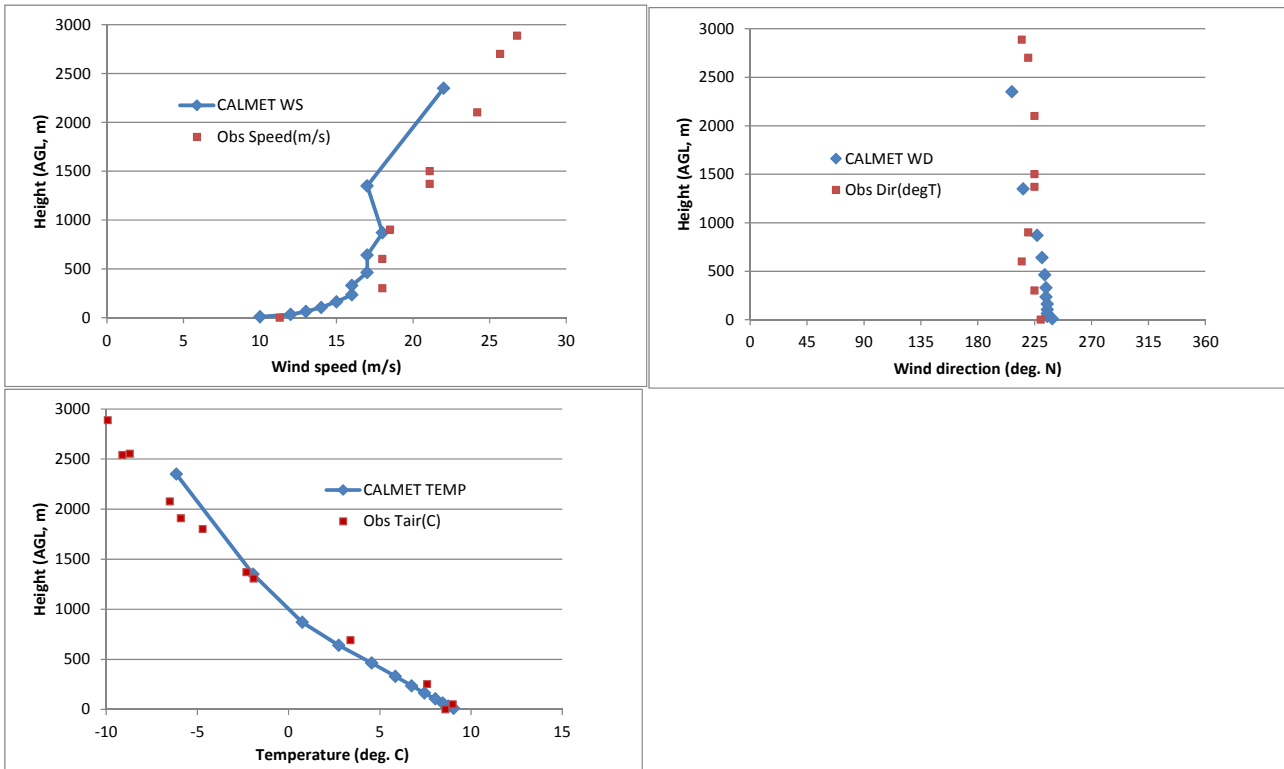 3000
2500
2000
1500
1000
500
0
Height (AGL, m)
CALMET WS
Obs Speed(m/s)
0 5 10 15 20 25 30
Wind speed (m/s)
3000
2500
2000
1500
1000
500
0
Height (AGL, m)
CALMET WD
Obs Dir(degT)
0 45 90 135 180 225 270 315 360
Wind direction (deg. N)
3000
2500
2000
1500
1000
500
0
Height (AGL, m)
CALMET TEMP
Obs Tair(C)
-10 -5 0 5 10 15
Temperature (deg. C)